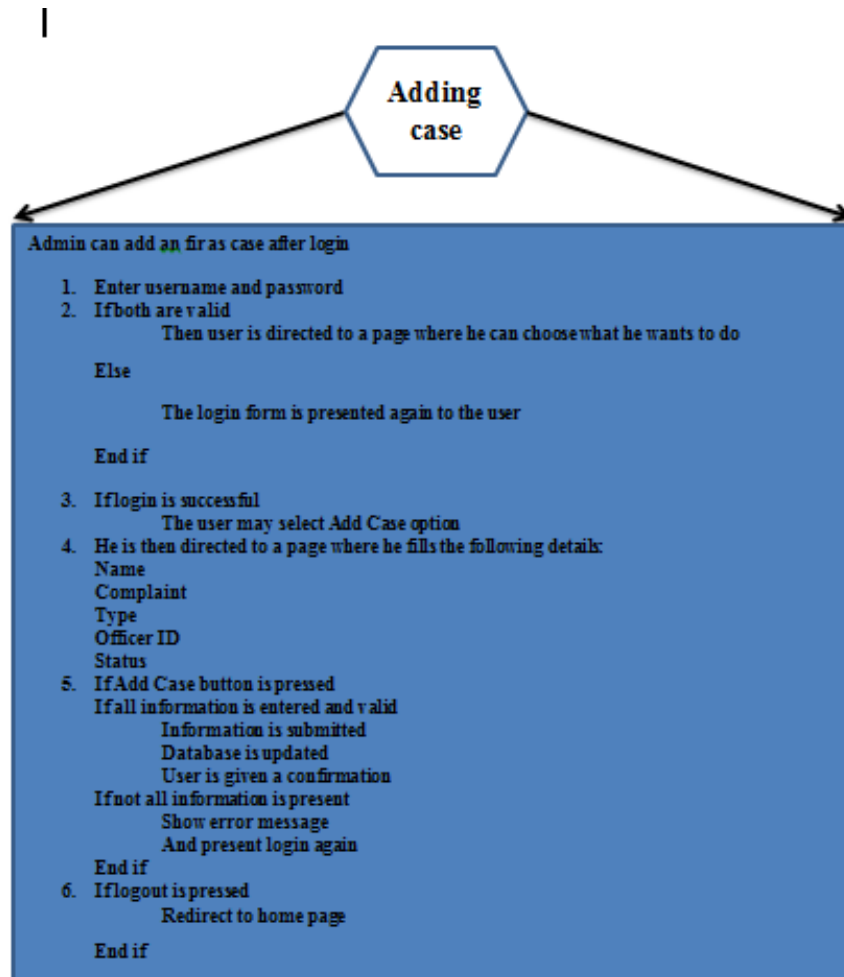 Adding
case
Admin can add an fir as case after login
1. Enter username and password
2. If both are valid
Then user is directed to a page where he can choose what he wants to do
Else
The login form is presented again to the user
End if
3. If login is successful
The user may select Add Case option
4. He is then directed to a page where he fills the following details:
Name
Complaint
Type
Officer ID
Status
5. If Add Case button is pressed
If all information is entered and valid
Information is submitted
Database is updated
User is given a confirmation
If not all information is present
Show error message
And present login again
End if
6. If logout is pressed
Redirect to home page
End if